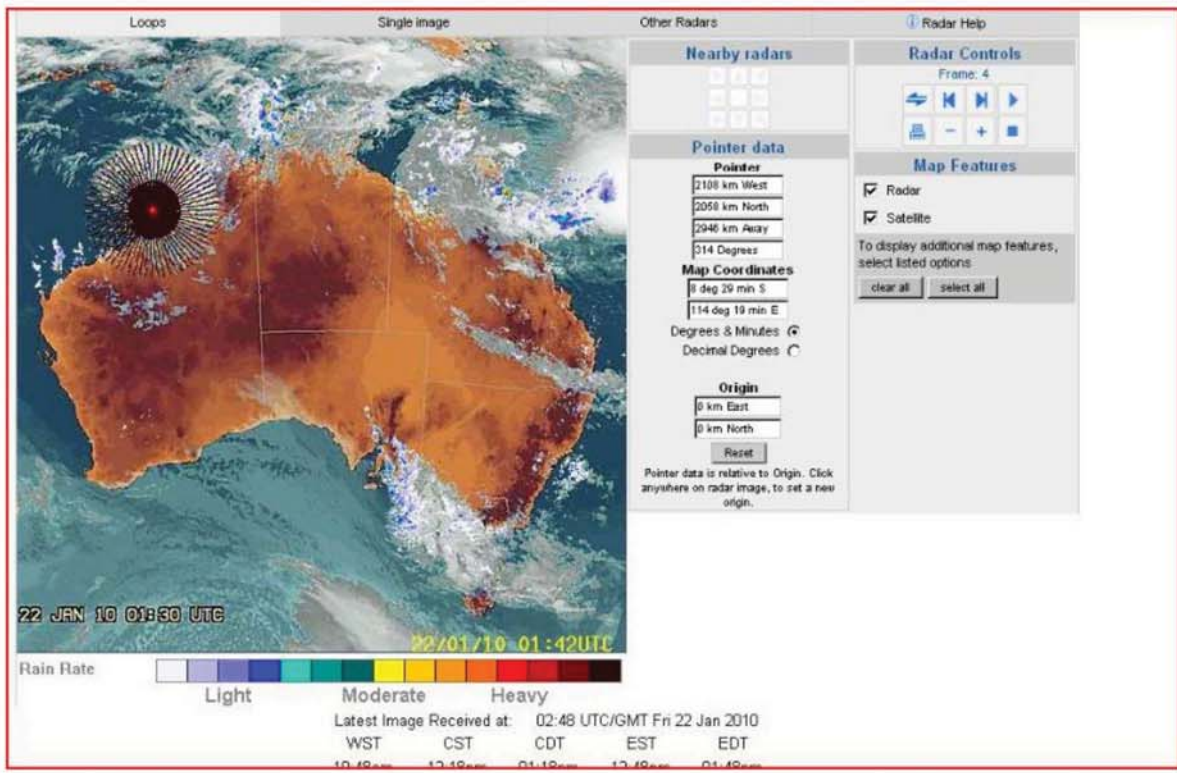 Loops Single image Other Radars Radar Help
Nearby radars
Radar Controls
Frame: 4
Pointer data
Pointer
2108 km West
2058 km North
2946 km Away
314 Degrees
Map Coordinates
8 deg 29 min S
114 deg 19 min E
Degrees & Minutes
Decimal Degrees
Origin
0 km East
0 km North
Reset
Pointer data is relative to Origin. Click
anywhere on radar image, to set a new
origin.
Map Features
Radar
Satellite
To display additional map features,
select listed options
clear all select all
22 JAN 10 01:30 UTC
22/01/10 01:42UTC
Rain Rate
Light Moderate Heavy
Latest Image Received at: 02:48 UTC/GMT Fri 22 Jan 2010
WST CST CDT EST EDT